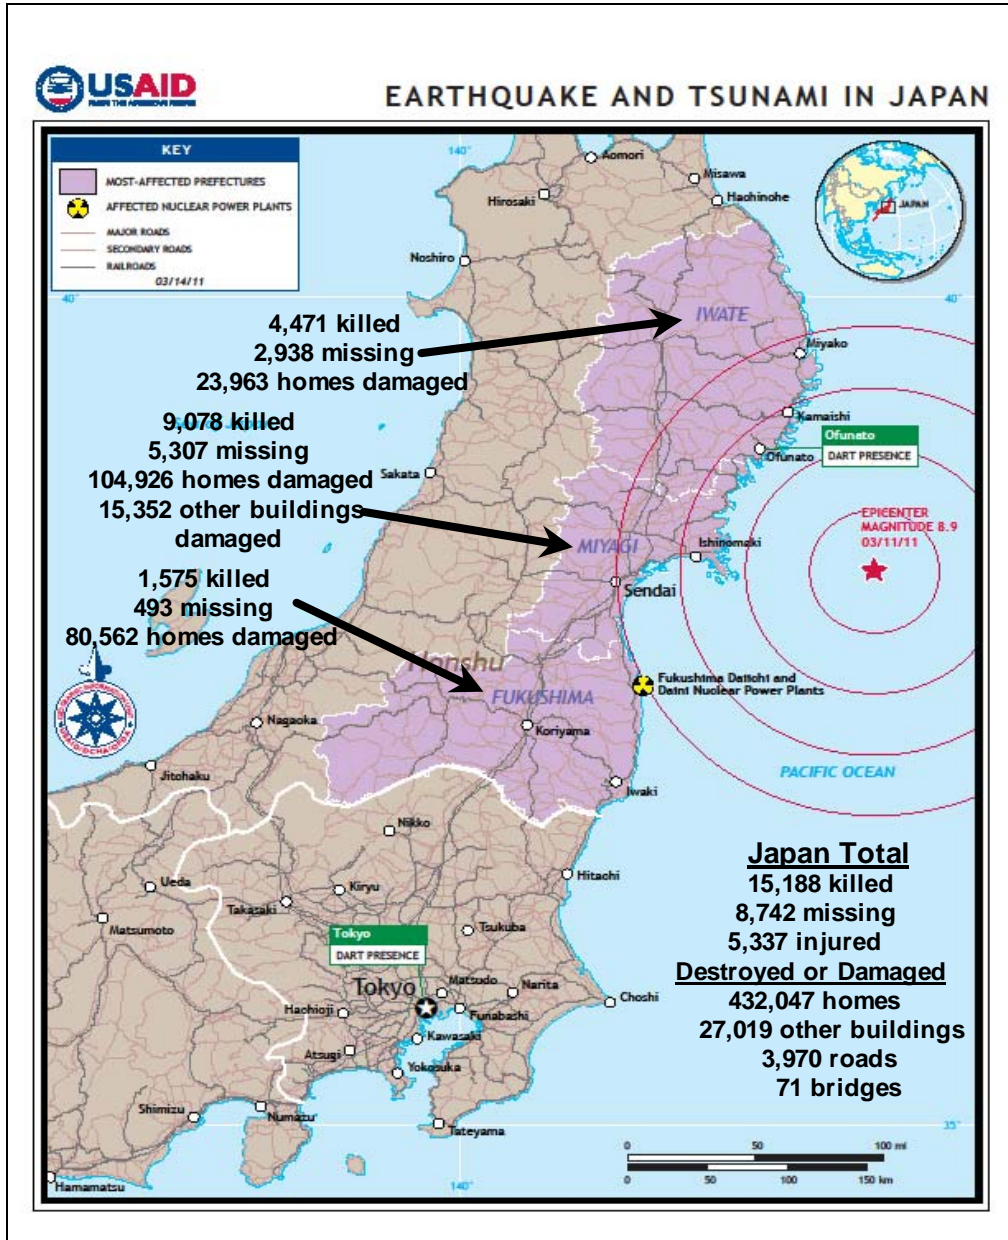 USAID
EARTHQUAKE AND TSUNAMI IN JAPAN
KEY
MOST-AFFECTED PREFECTURES
AFFECTED NUCLEAR POWER PLANTS
MAJOR ROADS
SECONDARY ROADS
RAILROADS
03/14/11
140°
Aomori
Misawa
Hirosaki
Hachinohe
JAPAN
Noshiro
40°
40°
IWATE
4,471 killed
2,938 missing
23,963 homes damaged
Miyako
Kamaishi
Ofunato
Ofunato
DART PRESENCE
9,078 killed
5,307 missing
104,926 homes damaged
15,352 other buildings
damaged
Sakata
EPICENTER
MAGNITUDE 8.9
03/11/11
MIYAGI
Ishinomaki
Sendai
1,575 killed
493 missing
80,562 homes damaged
Honshu
FUKUSHIMA
Fukushima Daiichi and
Daini Nuclear Power Plants
Nagaoka
Koriyama
Jitohaku
Iwaki
PACIFIC OCEAN
Nikko
Hitachi
Ueda
Kiryu
Takasaki
Matsumoto
Tsukuba
Tokyo
DART PRESENCE
Tokyo
Matsudo
Narita
Hachioji
Funabashi
Choshi
Kawasaki
Atsugi
Yokosuka
Shimizu
Numazu
Tateyama
Hamamatsu
140°
35°
Japan Total
15,188 killed
8,742 missing
5,337 injured
Destroyed or Damaged
432,047 homes
27,019 other buildings
3,970 roads
71 bridges
0 50 100 mi
0 50 100 150 km